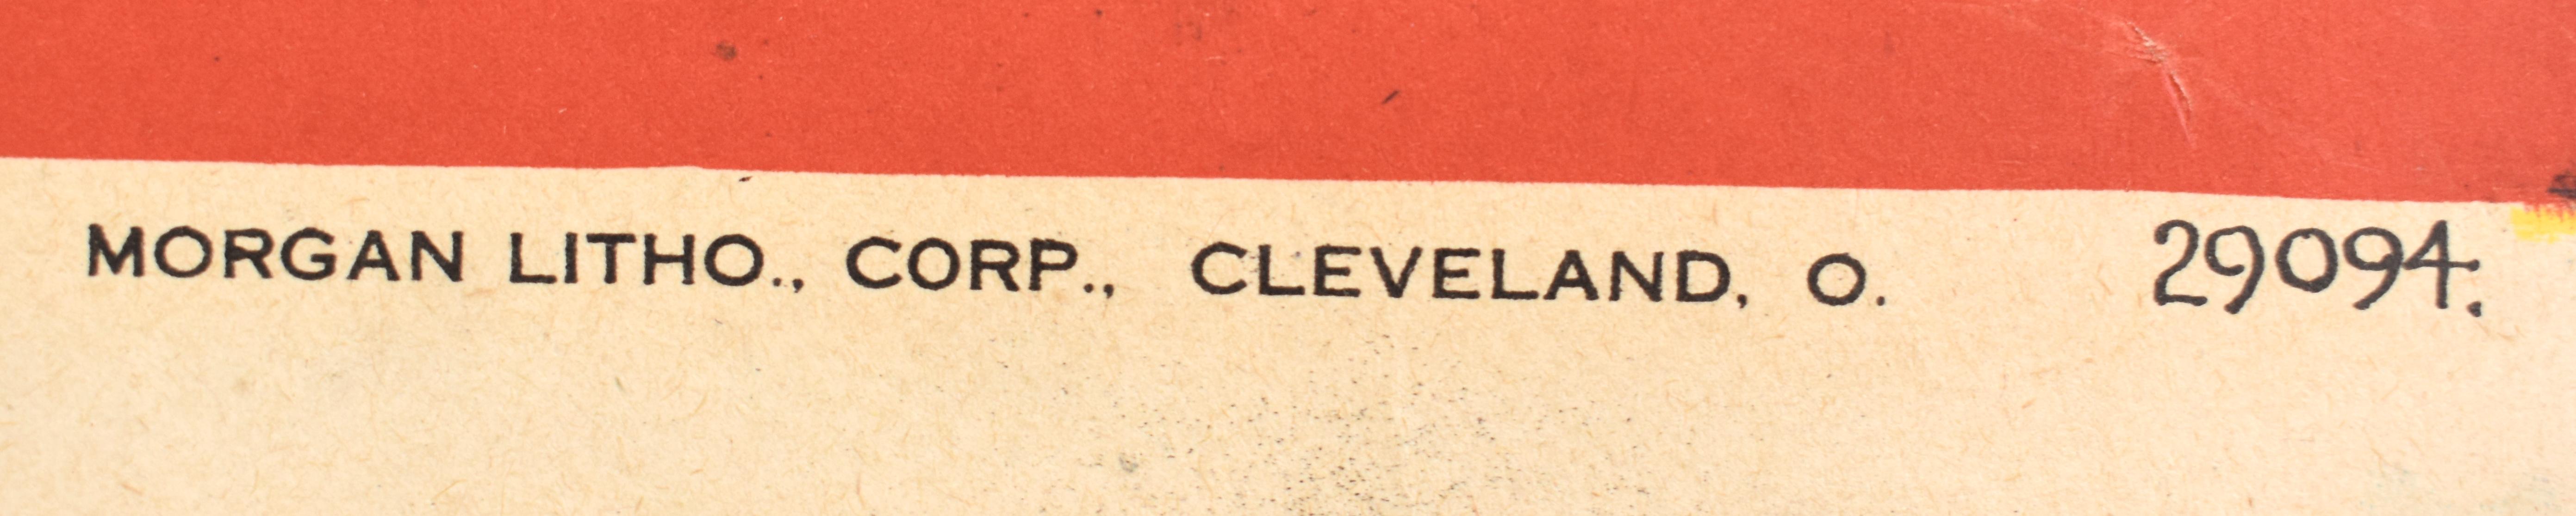 MORGAN LITHO., CORP., CLEVELAND, O. 29094.